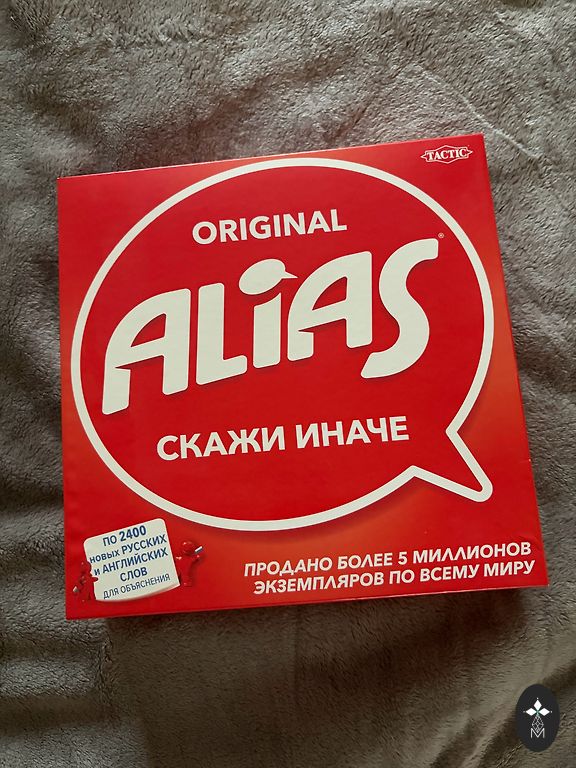 TACTIC
ORIGINAL
ALiAS®
СКАЖИ ИНАЧЕ
ПО 2400
новых РУССКИХ
и АНГЛИЙСКИХ
СЛОВ
ДЛЯ ОБЪЯСНЕНИЯ
ПРОДАНО БОЛЕЕ 5 МИЛЛИОНОВ
ЭКЗЕМПЛЯРОВ ПО ВСЕМУ МИРУ
M